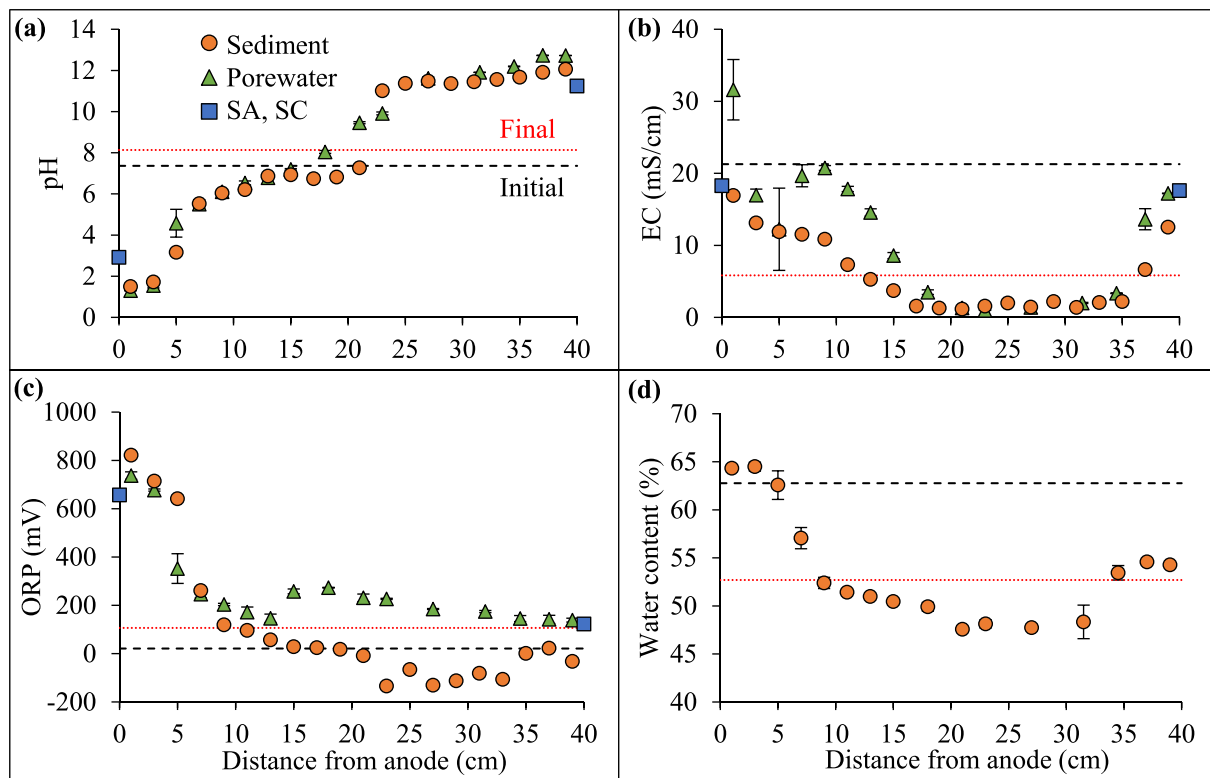 (a)
14
12
10
8
6
4
2
0
pH
Sediment
Porewater
SA, SC
Final
Initial
0 5 10 15 20 25 30 35 40
(b)
40
30
20
10
0
EC (mS/cm)
0 5 10 15 20 25 30 35 40
(c)
1000
800
600
400
200
0
-200
ORP (mV)
0 5 10 15 20 25 30 35 40
Distance from anode (cm)
(d)
70
65
60
55
50
45
40
Water content (%)
0 5 10 15 20 25 30 35 40
Distance from anode (cm)